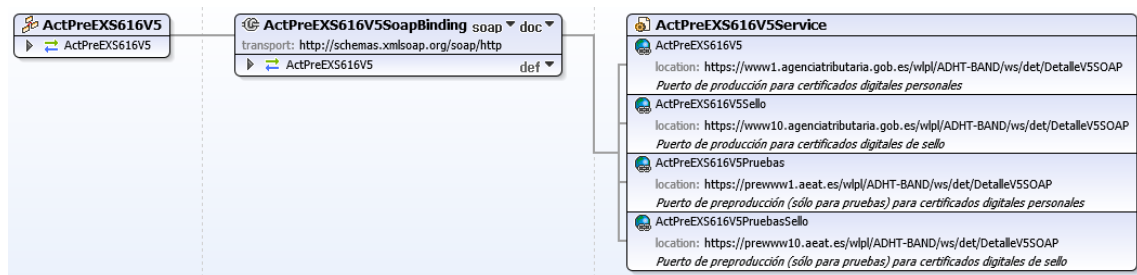 ActPreEXS616V5
ActPreEXS616V5
ActPreEXS616V5SoapBinding soap doc
transport: http://schemas.xmlsoap.org/soap/http
ActPreEXS616V5 def
ActPreEXS616V5Service
ActPreEXS616V5
location: https://www1.agenciatributaria.gob.es/wlpl/ADHT-BAND/ws/det/DetalleV5SOAP
Puerto de producción para certificados digitales personales
ActPreEXS616V5Sello
location: https://www10.agenciatributaria.gob.es/wlpl/ADHT-BAND/ws/det/DetalleV5SOAP
Puerto de producción para certificados digitales de sello
ActPreEXS616V5Pruebas
location: https://prewww1.aeat.es/wlpl/ADHT-BAND/ws/det/DetalleV5SOAP
Puerto de preproducción (sólo para pruebas) para certificados digitales personales
ActPreEXS616V5PruebasSello
location: https://prewww10.aeat.es/wlpl/ADHT-BAND/ws/det/DetalleV5SOAP
Puerto de preproducción (sólo para pruebas) para certificados digitales de sello